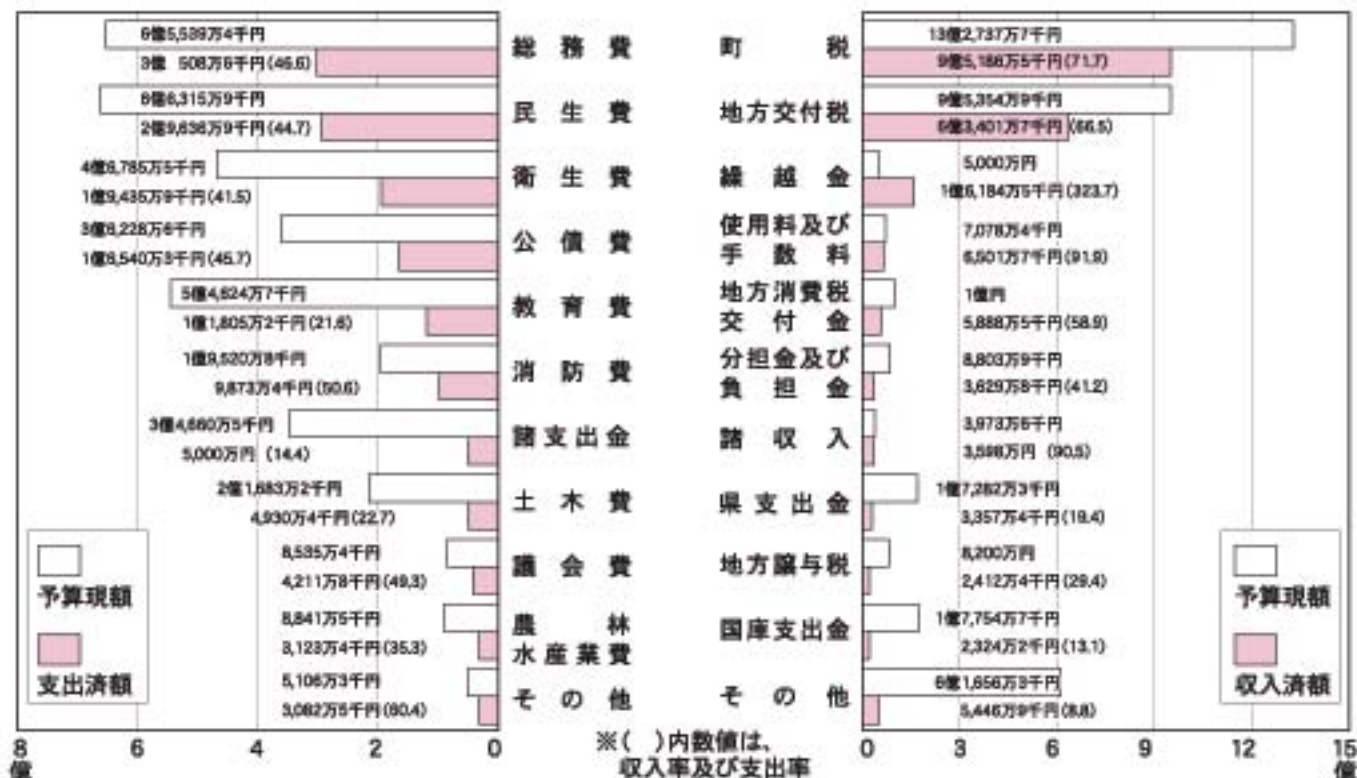 6億5,539万4千円
総務費
3億 508万6千円(46.6)
6億6,315万9千円
民生費
2億9,636万9千円(44.7)
4億6,785万5千円
衛生費
1億9,435万9千円(41.5)
3億6,228万6千円
公債費
1億6,540万3千円(45.7)
5億4,624万7千円
教育費
1億1,805万2千円(21.6)
1億9,520万8千円
消防費
9,873万4千円(50.6)
3億4,660万5千円
諸支出金
5,000万円 (14.4)
2億1,683万2千円
土木費
4,930万4千円(22.7)
8,535万4千円
議会費
4,211万8千円(49.3)
8,841万5千円
農林
水産業費
3,123万4千円(35.3)
5,106万3千円
その他
3,082万5千円(60.4)
予算現額
支出済額
8 6 4 2 0
億
町税
13億2,737万7千円
9億5,186万5千円(71.7)
地方交付税
9億5,354万9千円
6億3,401万7千円(66.5)
繰越金
5,000万円
1億6,184万5千円(323.7)
使用料及び
手数料
7,078万4千円
6,501万7千円(91.9)
地方消費税
交付金
1億円
5,888万5千円(58.9)
分担金及び
負担金
8,803万9千円
3,629万8千円(41.2)
諸収入
3,973万6千円
3,598万円 (90.5)
県支出金
1億7,282万3千円
3,357万4千円(19.4)
地方譲与税
8,200万円
2,412万4千円(29.4)
国庫支出金
1億7,754万7千円
2,324万2千円(13.1)
その他
6億1,656万3千円
5,446万9千円(8.8)
予算現額
収入済額
0 3 6 9 12 15
億
※( )内数値は、
収入率及び支出率